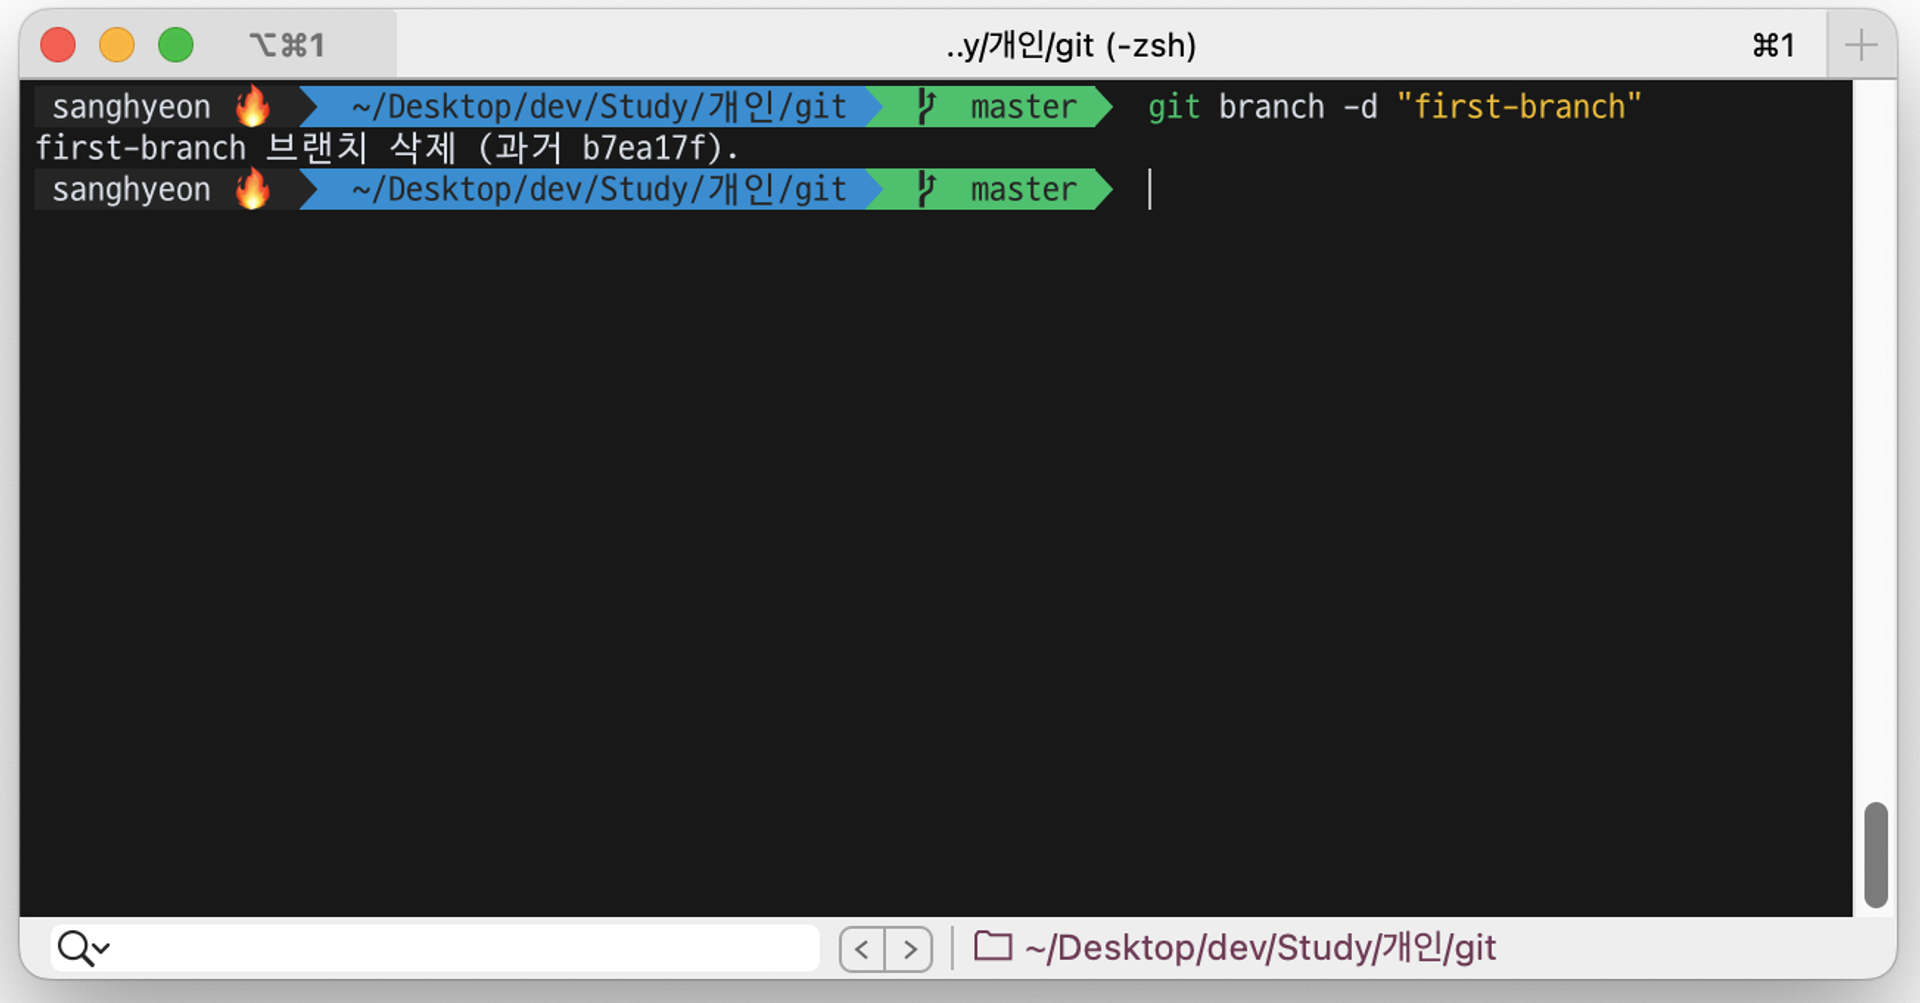 ⌥⌘1 ..y/개인/git (-zsh) ⌘1
sanghyeon 🔥 ~/Desktop/dev/Study/개인/git master git branch -d "first-branch"
first-branch 브랜치 삭제 (과거 b7ea17f).
sanghyeon 🔥 ~/Desktop/dev/Study/개인/git master
~/Desktop/dev/Study/개인/git